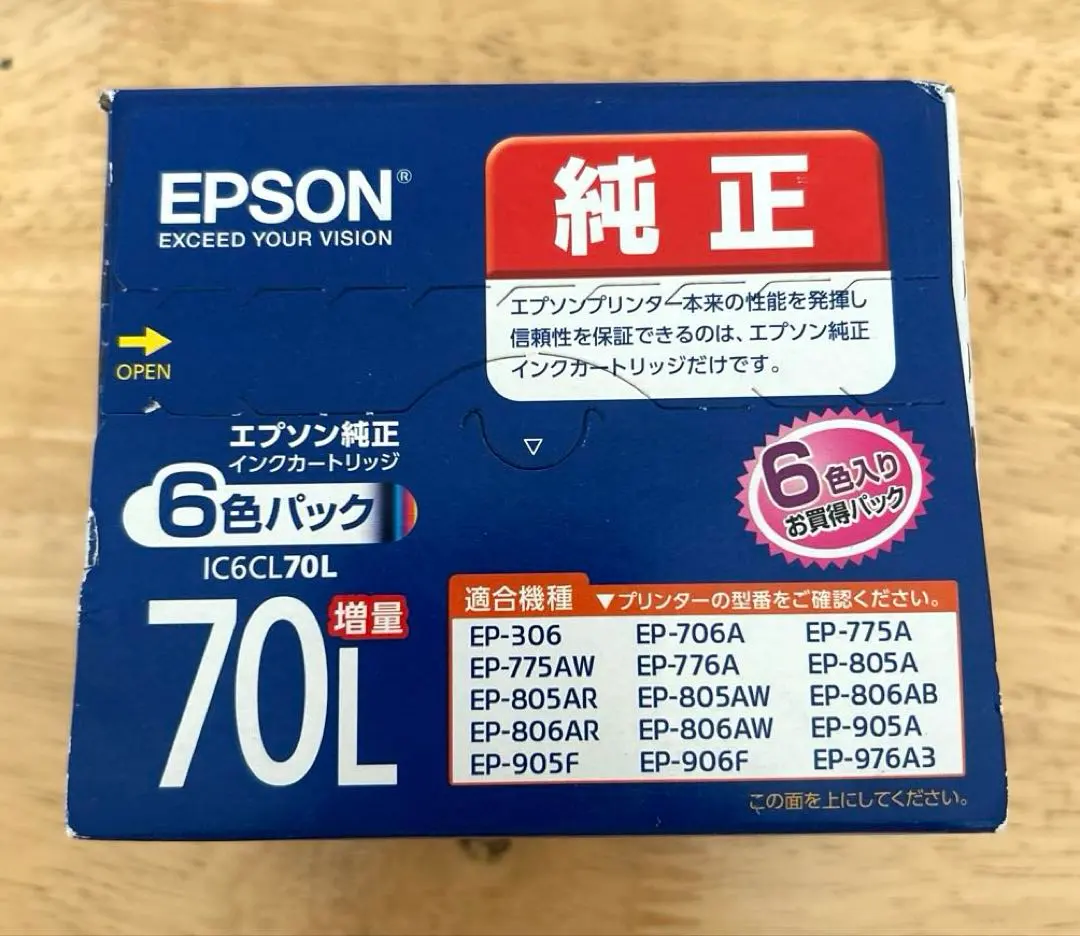 EPSON®
EXCEED YOUR VISION
純正
エプソンプリンター本来の性能を発揮し
信頼性を保証できるのは、エプソン純正
インクカートリッジだけです。
OPEN
エプソン純正
インクカートリッジ
6色パック
IC6CL70L
70L
増量
6色入り
お買得パック
適合機種 ▼プリンターの型番をご確認ください。
EP-306 EP-706A EP-775A
EP-775AW EP-776A EP-805A
EP-805AR EP-805AW EP-806AB
EP-806AR EP-806AW EP-905A
EP-905F EP-906F EP-976A3
この面を上にしてください。